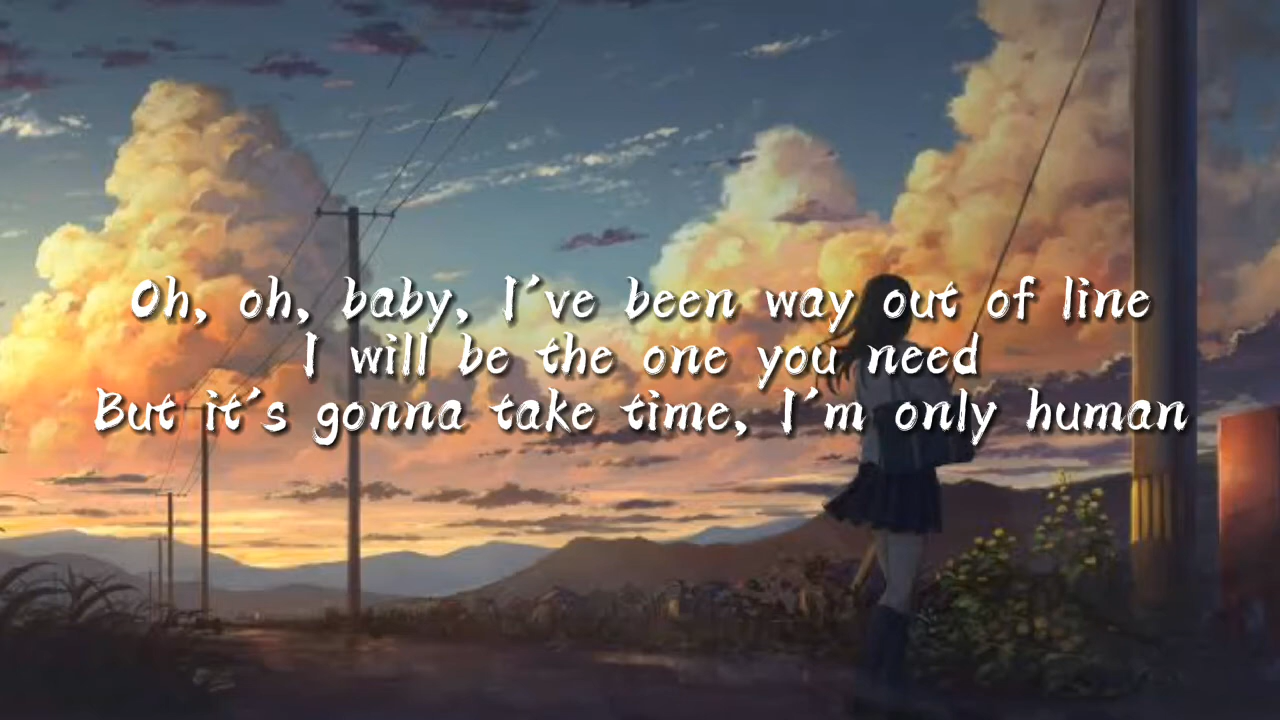 Oh, oh, baby, I've been way out of line
I will be the one you need
But it's gonna take time, I'm only human